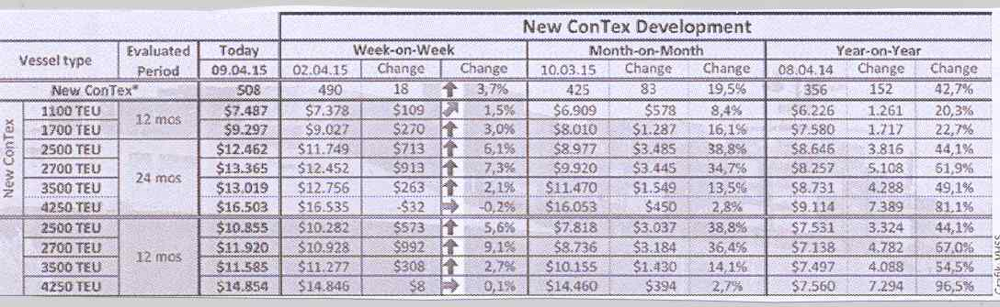 New ConTex Development
Vessel type Evaluated Period Today Week-on-Week Month-on-Month Year-on-Year
09.04.15 02.04.15 Change Change 10.03.15 Change Change 08.04.14 Change Change
New ConTex* 508 490 18 3,7% 425 83 19,5% 356 152 42,7%
New ConTex
1100 TEU 12 mos $7.487 $7.378 $109 1,5% $6.909 $578 8,4% $6.226 1.261 20,3%
1700 TEU $9.297 $9.027 $270 3,0% $8.010 $1.287 16,1% $7.580 1.717 22,7%
2500 TEU 24 mos $12.462 $11.749 $713 6,1% $8.977 $3.485 38,8% $8.646 3.816 44,1%
2700 TEU $13.365 $12.452 $913 7,3% $9.920 $3.445 34,7% $8.257 5.108 61,9%
3500 TEU $13.019 $12.756 $263 2,1% $11.470 $1.549 13,5% $8.731 4.288 49,1%
4250 TEU $16.503 $16.535 -$32 -0,2% $16.053 $450 2,8% $9.114 7.389 81,1%
2500 TEU 12 mos $10.855 $10.282 $573 5,6% $7.818 $3.037 38,8% $7.531 3.324 44,1%
2700 TEU $11.920 $10.928 $992 9,1% $8.736 $3.184 36,4% $7.138 4.782 67,0%
3500 TEU $11.585 $11.277 $308 2,7% $10.155 $1.430 14,1% $7.497 4.088 54,5%
4250 TEU $14.854 $14.846 $8 0,1% $14.460 $394 2,7% $7.560 7.294 96,5%